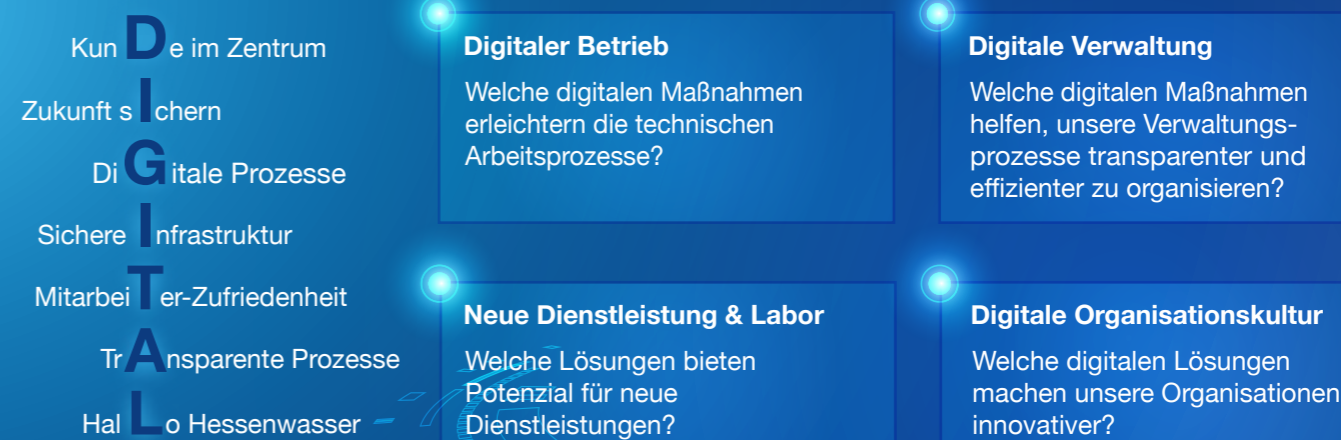 KunDe im Zentrum
Zukunft sIchern
DiGitale Prozesse
Sichere Infrastruktur
MitarbeiTer-Zufriedenheit
TrAnsparente Prozesse
HalLo Hessenwasser
Digitaler Betrieb
Welche digitalen Maßnahmen
erleichtern die technischen
Arbeitsprozesse?
Digitale Verwaltung
Welche digitalen Maßnahmen
helfen, unsere Verwaltungs-
prozesse transparenter und
effizienter zu organisieren?
Neue Dienstleistung & Labor
Welche Lösungen bieten
Potenzial für neue
Dienstleistungen?
Digitale Organisationskultur
Welche digitalen Lösungen
machen unsere Organisationen
innovativer?